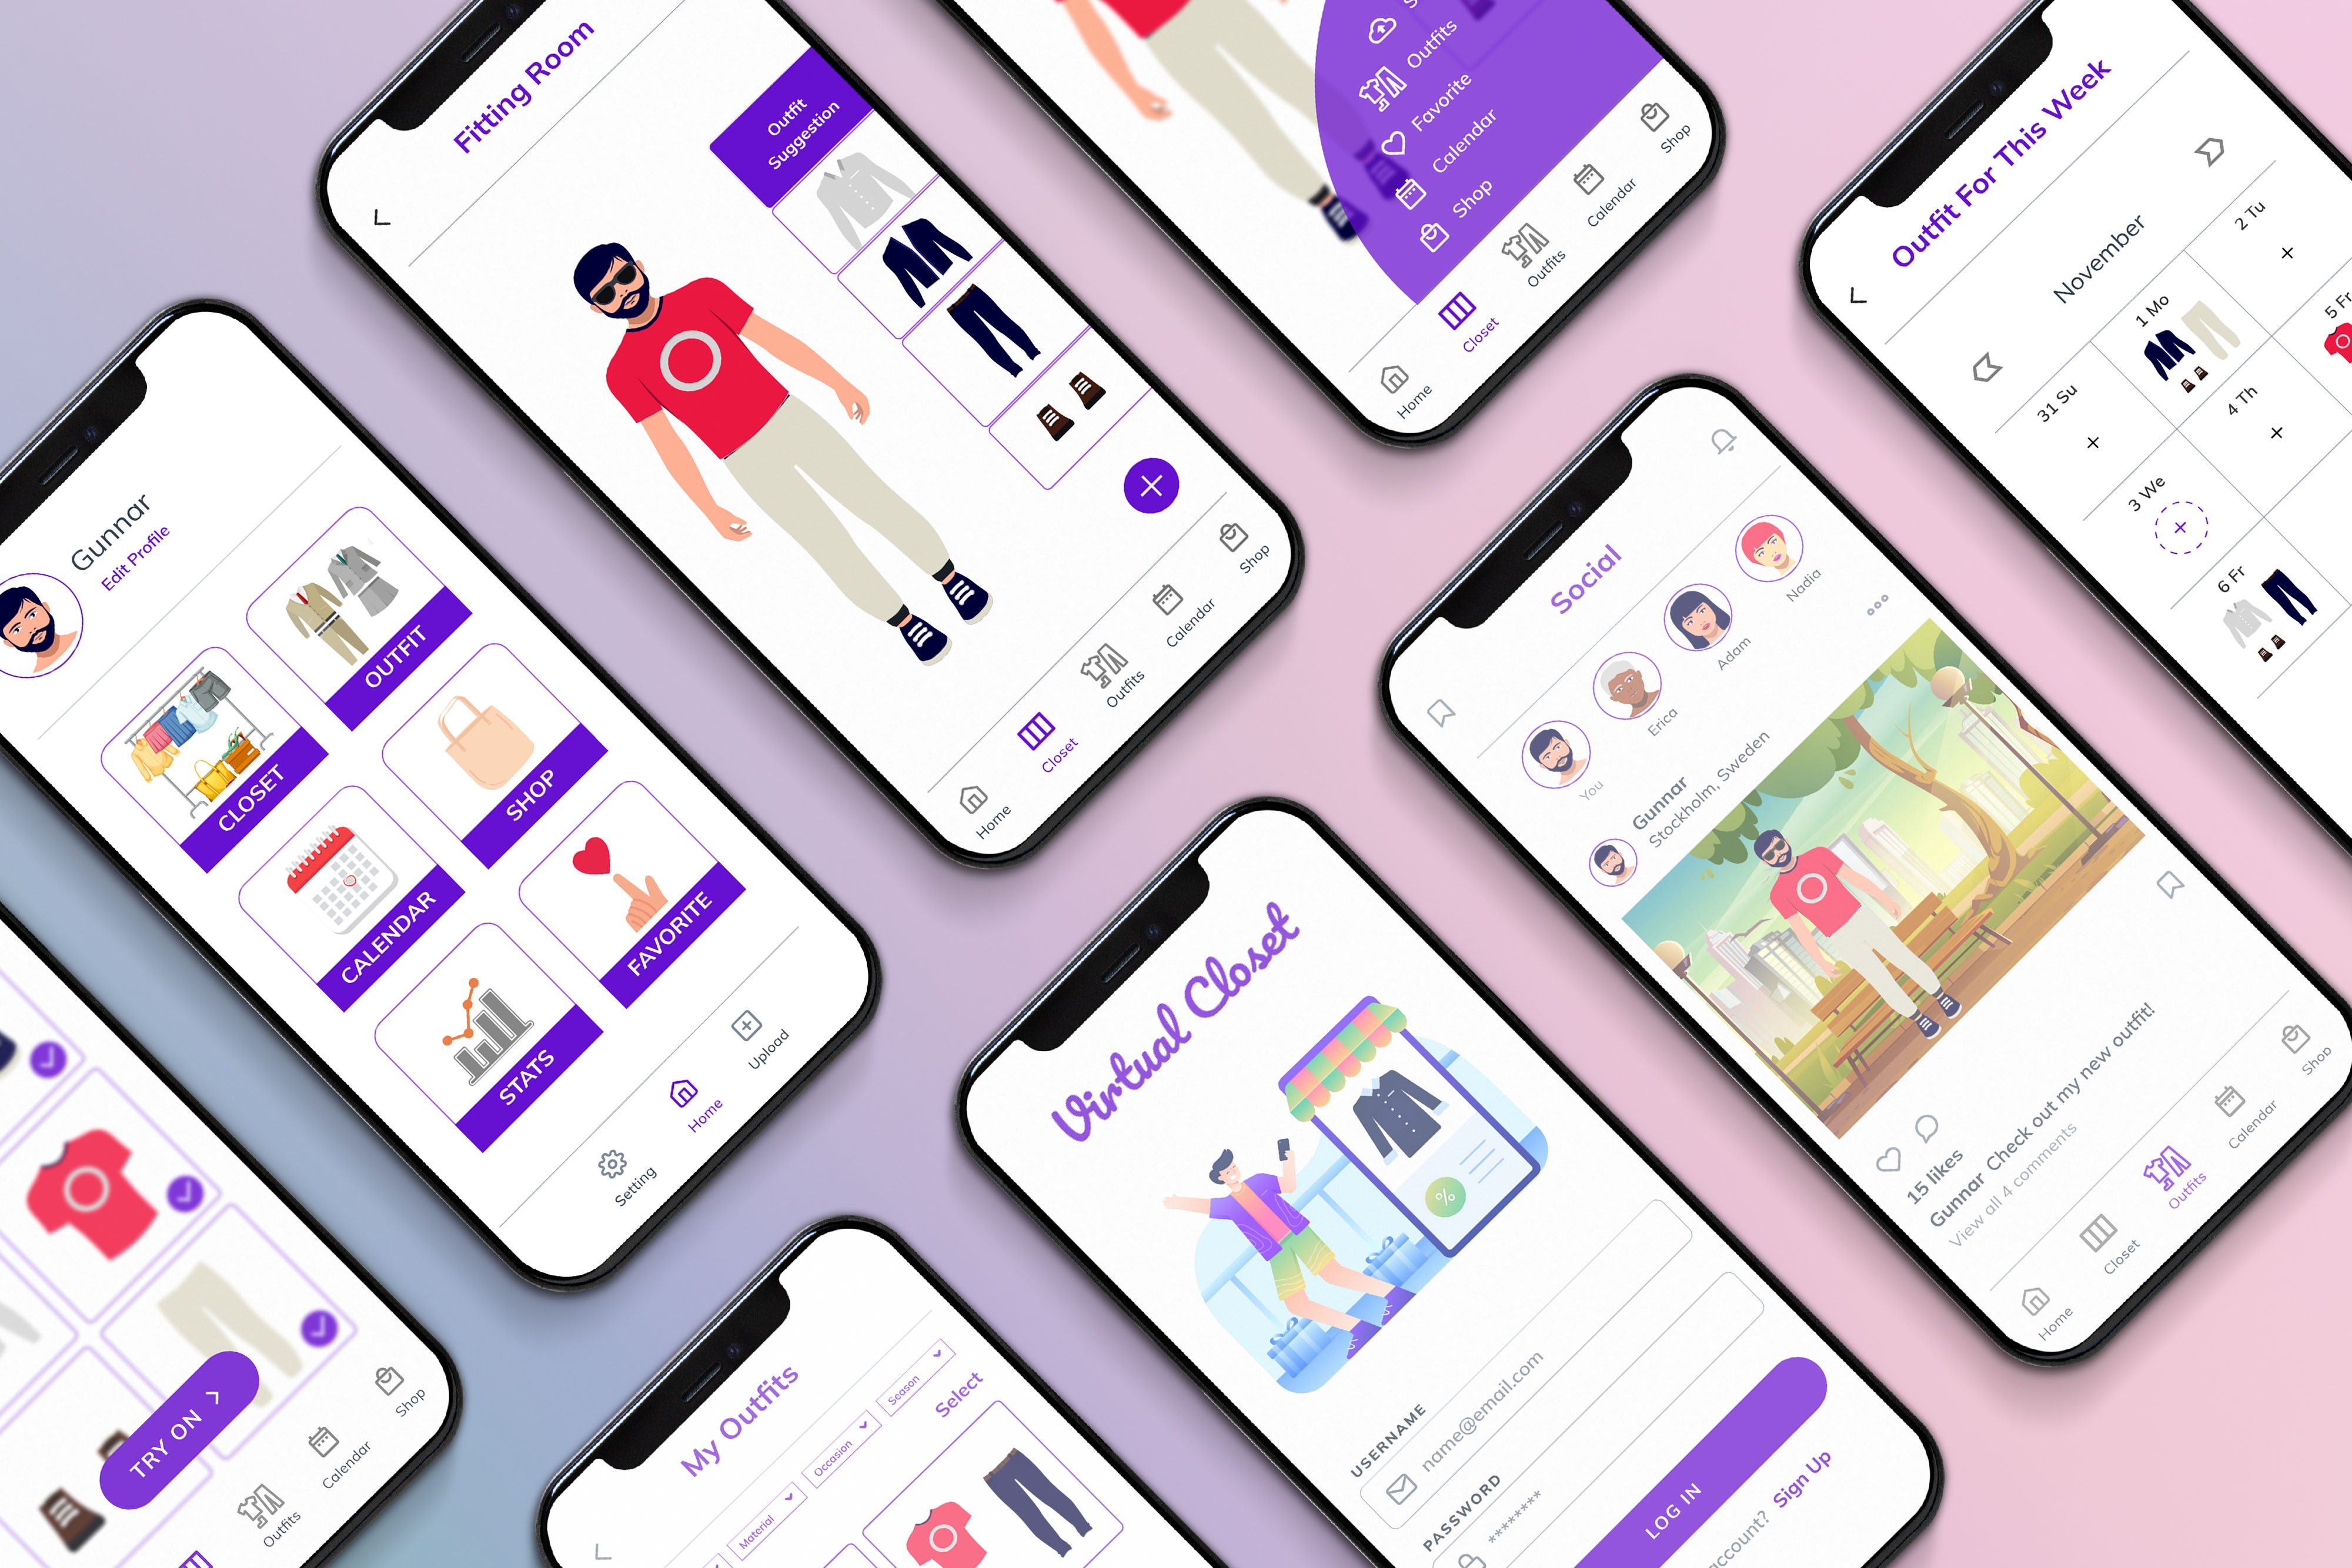 Gunnar
Edit Profile
CLOSET
OUTFIT
CALENDAR
SHOP
STATS
FAVORITE
Setting
Home
Upload
Fitting Room
Outfit
Suggestion
Home
Closet
Outfits
Calendar
Shop
Outfits
Favorite
Calendar
Shop
Home
Closet
Outfits
Calendar
Shop
Outfit For This Week
November
31 Su
1 Mo
2 Tu
3 We
4 Th
5 Fr
6 Fr
Social
You
Erica
Adam
Nadia
Gunnar
Stockholm, Sweden
15 likes
Gunnar Check out my new outfit!
View all 4 comments
Home
Closet
Outfits
Calendar
Shop
Virtual Closet
%
USERNAME
name@email.com
PASSWORD
********
LOG IN
account? Sign Up
My Outfits
Material
Occasion
Season
Select
TRY ON >
Outfits
Calendar
Shop